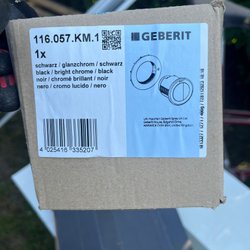 116.057.KM.1
GEBERIT
1x
schwarz / glanzchrom / schwarz
black / bright chrome / black
noir / chromé brillant / noir
nero / cromo lucido / nero
4 025416 335207